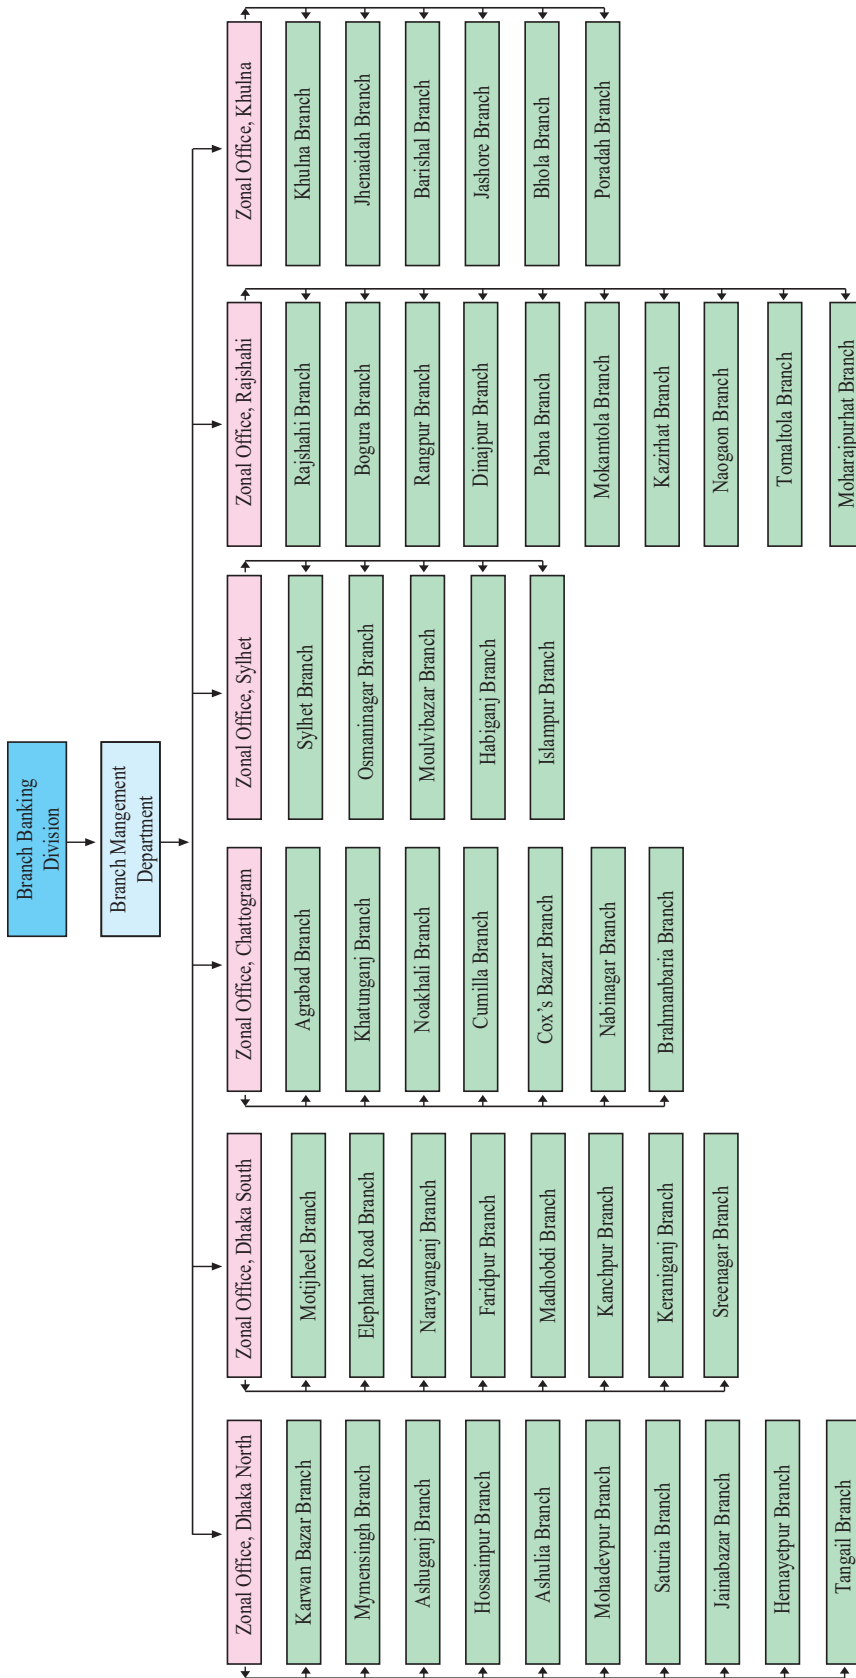 Branch Banking
Division
Branch Mangement
Department
Zonal Office, Dhaka North
Karwan Bazar Branch
Mymensingh Branch
Ashuganj Branch
Hossainpur Branch
Ashulia Branch
Mohadevpur Branch
Saturia Branch
Jainabazar Branch
Hemayetpur Branch
Tangail Branch
Zonal Office, Dhaka South
Motijheel Branch
Elephant Road Branch
Narayanganj Branch
Faridpur Branch
Madhobdi Branch
Kanchpur Branch
Keraniganj Branch
Sreenagar Branch
Zonal Office, Chattogram
Agrabad Branch
Khatunganj Branch
Noakhali Branch
Cumilla Branch
Cox's Bazar Branch
Nabinagar Branch
Brahmanbaria Branch
Zonal Office, Sylhet
Sylhet Branch
Osmaninagar Branch
Moulvibazar Branch
Habiganj Branch
Islampur Branch
Zonal Office, Rajshahi
Rajshahi Branch
Bogura Branch
Rangpur Branch
Dinajpur Branch
Pabna Branch
Mokamtola Branch
Kazirhat Branch
Naogaon Branch
Tomaltola Branch
Moharajpurhat Branch
Zonal Office, Khulna
Khulna Branch
Jhenaidah Branch
Barishal Branch
Jashore Branch
Bhola Branch
Poradah Branch